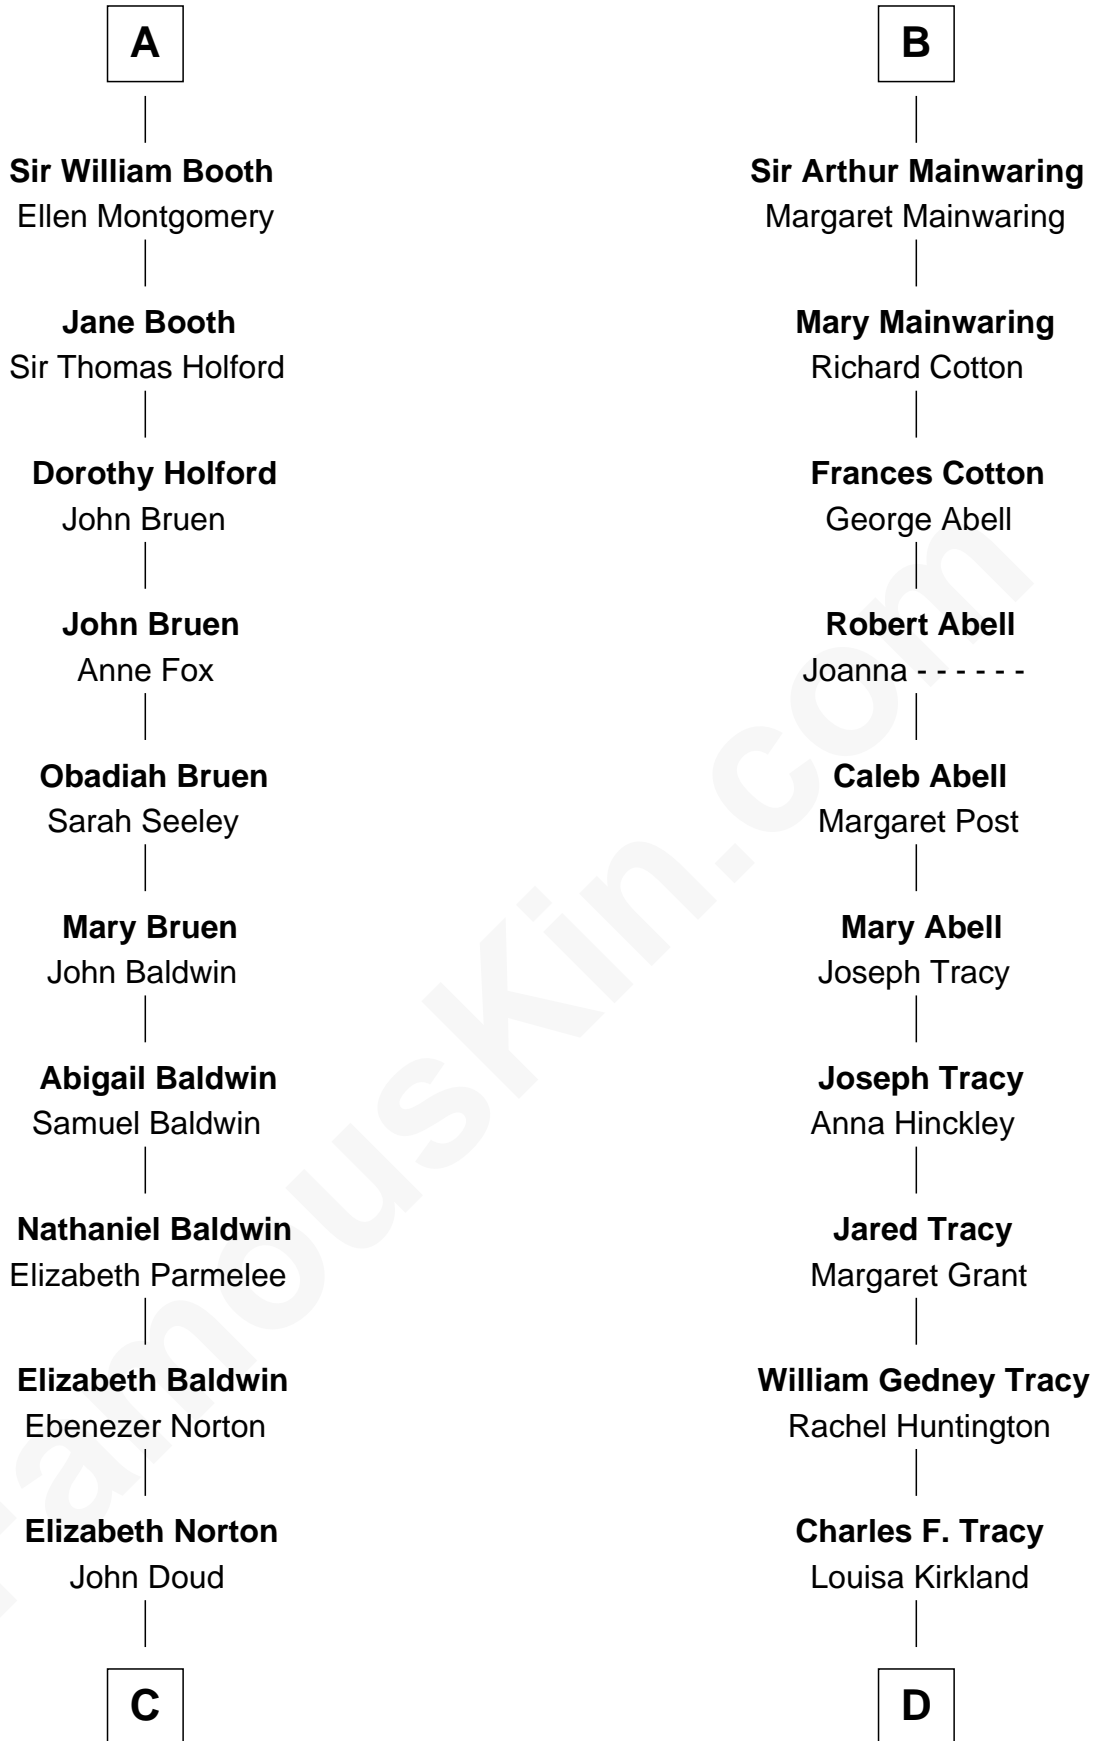 A
Sir William Booth
Ellen Montgomery
Jane Booth
Sir Thomas Holford
Dorothy Holford
John Bruen
John Bruen
Anne Fox
Obadiah Bruen
Sarah Seeley
Mary Bruen
John Baldwin
Abigail Baldwin
Samuel Baldwin
Nathaniel Baldwin
Elizabeth Parmelee
Elizabeth Baldwin
Ebenezer Norton
Elizabeth Norton
John Doud
C
B
Sir Arthur Mainwaring
Margaret Mainwaring
Mary Mainwaring
Richard Cotton
Frances Cotton
George Abell
Robert Abell
Joanna - - - - - -
Caleb Abell
Margaret Post
Mary Abell
Joseph Tracy
Joseph Tracy
Anna Hinckley
Jared Tracy
Margaret Grant
William Gedney Tracy
Rachel Huntington
Charles F. Tracy
Louisa Kirkland
D
FamousKin.com